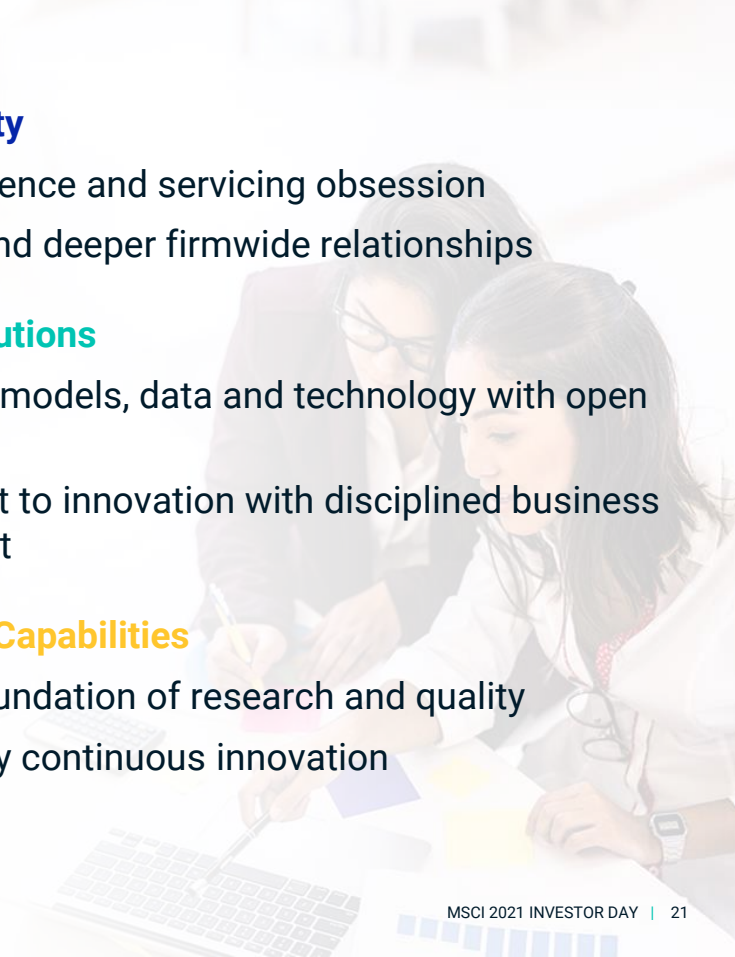 ty
ence and servicing obsession
nd deeper firmwide relationships
utions
models, data and technology with open
t to innovation with disciplined business
t
Capabilities
undation of research and quality
y continuous innovation
MSCI 2021 INVESTOR DAY | 21